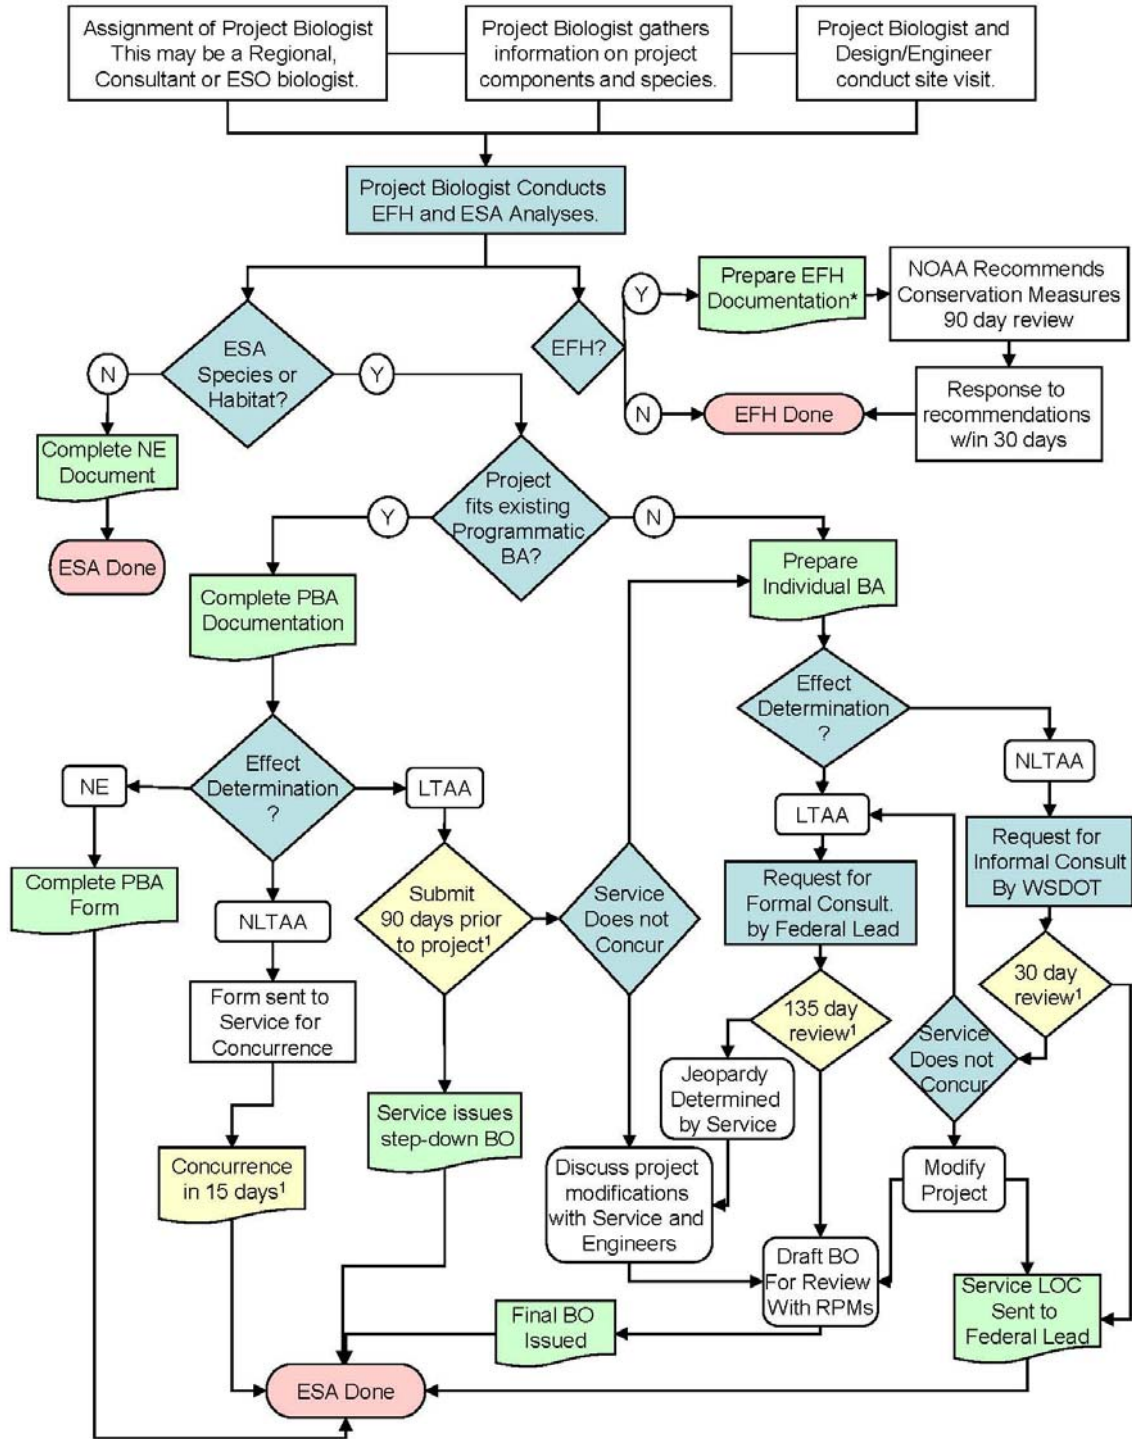 Assignment of Project Biologist
This may be a Regional,
Consultant or ESO biologist.
Project Biologist gathers
information on project
components and species.
Project Biologist and
Design/Engineer
conduct site visit.
Project Biologist Conducts
EFH and ESA Analyses.
ESA
Species or
Habitat?
N
Y
EFH?
Y
N
Prepare EFH
Documentation*
NOAA Recommends
Conservation Measures
90 day review
Response to
recommendations
w/in 30 days
EFH Done
Complete NE
Document
ESA Done
Project
fits existing
Programmatic
BA?
Y
N
Complete PBA
Documentation
Prepare
Individual BA
Effect
Determination
?
NE
LTAA
NLTAA
Complete PBA
Form
Form sent to
Service for
Concurrence
Concurrence
in 15 days¹
Submit
90 days prior
to project¹
Service issues
step-down BO
Service
Does not
Concur
Discuss project
modifications
with Service and
Engineers
Effect
Determination
?
LTAA
NLTAA
Request for
Formal Consult.
by Federal Lead
Request for
Informal Consult
By WSDOT
135 day
review¹
30 day
review¹
Jeopardy
Determined
by Service
Service
Does not
Concur
Modify
Project
Draft BO
For Review
With RPMs
Service LOC
Sent to
Federal Lead
Final BO
Issued
ESA Done